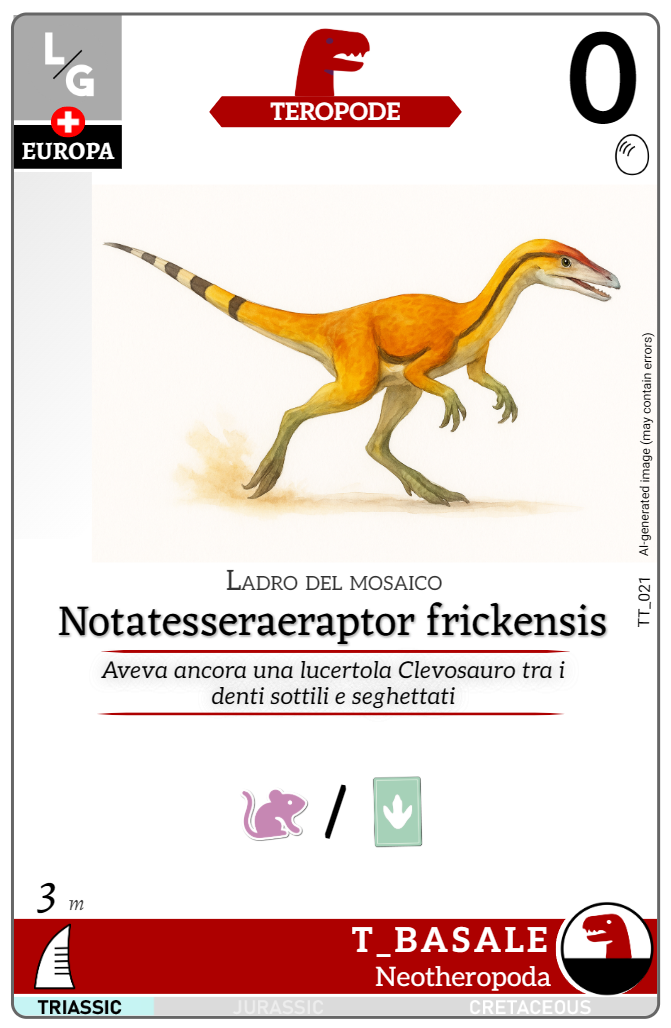 L/G
EUROPA
TEROPODE
0
AI-generated image (may contain errors)
TT_021
Ladro del mosaico
Notatesseraeraptor frickensis
Aveva ancora una lucertola Clevosauro tra i
denti sottili e seghettati
/
3 m
T_BASALE
Neotheropoda
TRIASSIC JURASSIC CRETACEOUS